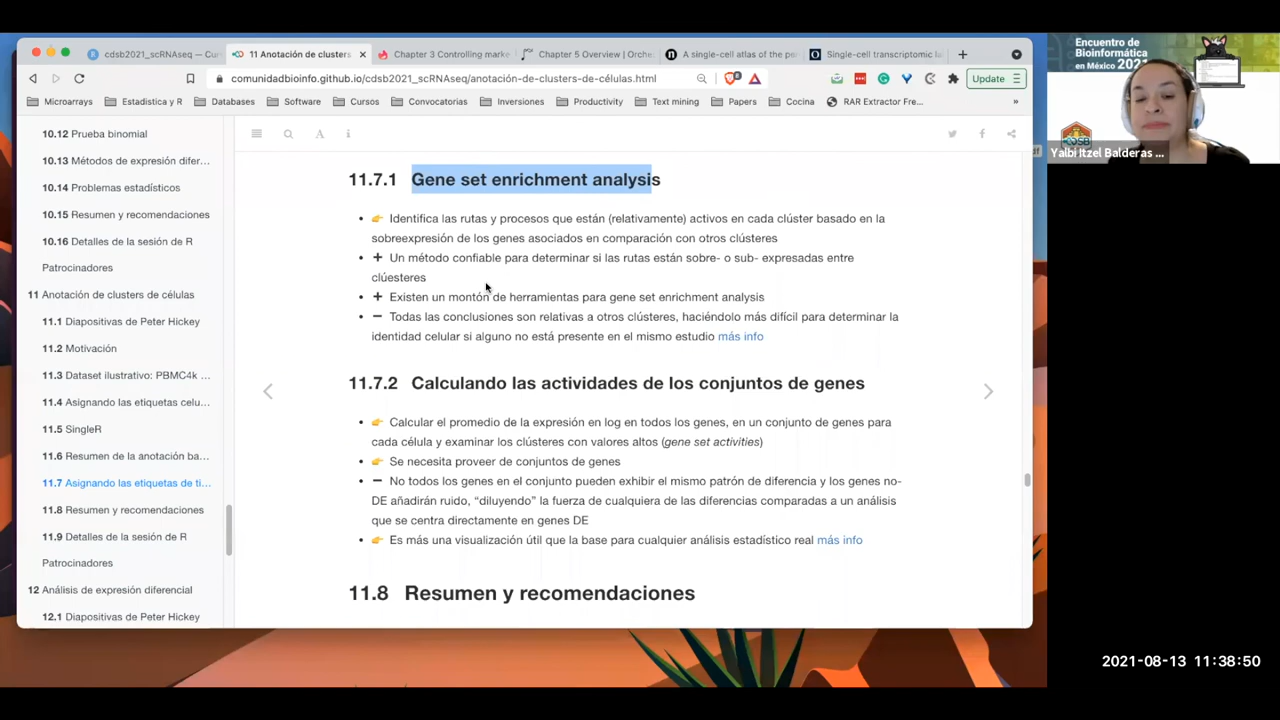 cdsb2021_scRNAseq — Cu
11 Anotación de clusters
Chapter 3 Controlling marke
Chapter 5 Overview | Orche
A single-cell atlas of the pe
Single-cell transcriptomic
comunidadbioinfo.github.io/cdsb2021_scRNAseq/anotación-de-clusters-de-células.html
Update
Microarrays
Estadistica y R
Databases
Software
Cursos
Convocatorias
Inversiones
Productivity
Text mining
Papers
Cocina
RAR Extractor Fre...
»
10.12 Prueba binomial
10.13 Métodos de expresión difer...
10.14 Problemas estadísticos
10.15 Resumen y recomendaciones
10.16 Detalles de la sesión de R
Patrocinadores
11 Anotación de clusters de células
11.1 Diapositivas de Peter Hickey
11.2 Motivación
11.3 Dataset ilustrativo: PBMC4k ...
11.4 Asignando las etiquetas celu...
11.5 SingleR
11.6 Resumen de la anotación ba...
11.7 Asignando las etiquetas de ti...
11.8 Resumen y recomendaciones
11.9 Detalles de la sesión de R
Patrocinadores
12 Análisis de expresión diferencial
12.1 Diapositivas de Peter Hickey
11.7.1 Gene set enrichment analysis
• 👉 Identifica las rutas y procesos que están (relativamente) activos en cada clúster basado en la
sobreexpresión de los genes asociados en comparación con otros clústeres
• ➕ Un método confiable para determinar si las rutas están sobre- o sub- expresadas entre
clúesteres
• ➕ Existen un montón de herramientas para gene set enrichment analysis
• ➖ Todas las conclusiones son relativas a otros clústeres, haciéndolo más difícil para determinar la
identidad celular si alguno no está presente en el mismo estudio más info
11.7.2 Calculando las actividades de los conjuntos de genes
• 👉 Calcular el promedio de la expresión en log en todos los genes, en un conjunto de genes para
cada célula y examinar los clústeres con valores altos (gene set activities)
• 👉 Se necesita proveer de conjuntos de genes
• ➖ No todos los genes en el conjunto pueden exhibir el mismo patrón de diferencia y los genes no-
DE añadirán ruido, “diluyendo” la fuerza de cualquiera de las diferencias comparadas a un análisis
que se centra directamente en genes DE
• 👉 Es más una visualización útil que la base para cualquier análisis estadístico real más info
11.8 Resumen y recomendaciones
Encuentro de
Bioinformática
en México 2021
Yalbi Itzel Balderas ...
2021-08-13 11:38:50